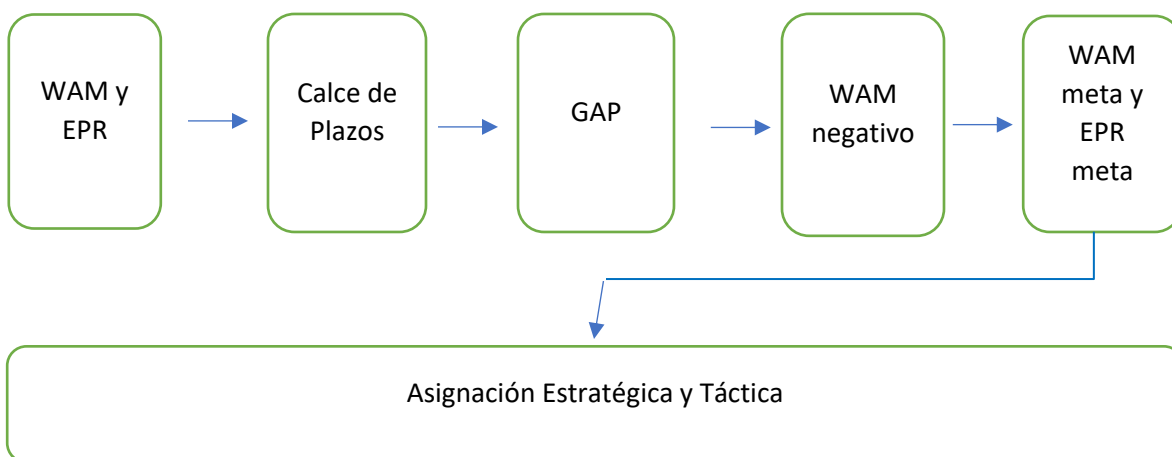 WAM y
EPR
Calce de
Plazos
GAP
WAM
negativo
WAM
meta y
EPR
meta
Asignación Estratégica y Táctica